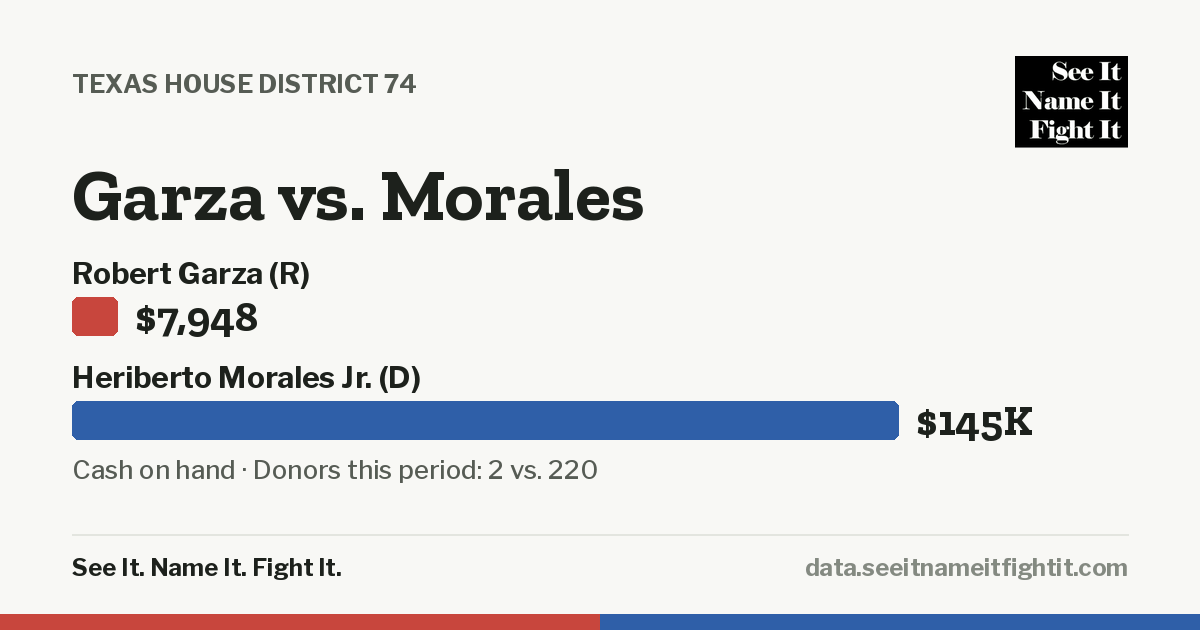 TEXAS HOUSE DISTRICT 74
See It
Name It
Fight It
Garza vs. Morales
Robert Garza (R)
$7,948
Heriberto Morales Jr. (D)
$145K
Cash on hand · Donors this period: 2 vs. 220
See It. Name It. Fight It.
data.seeitnameitfightit.com